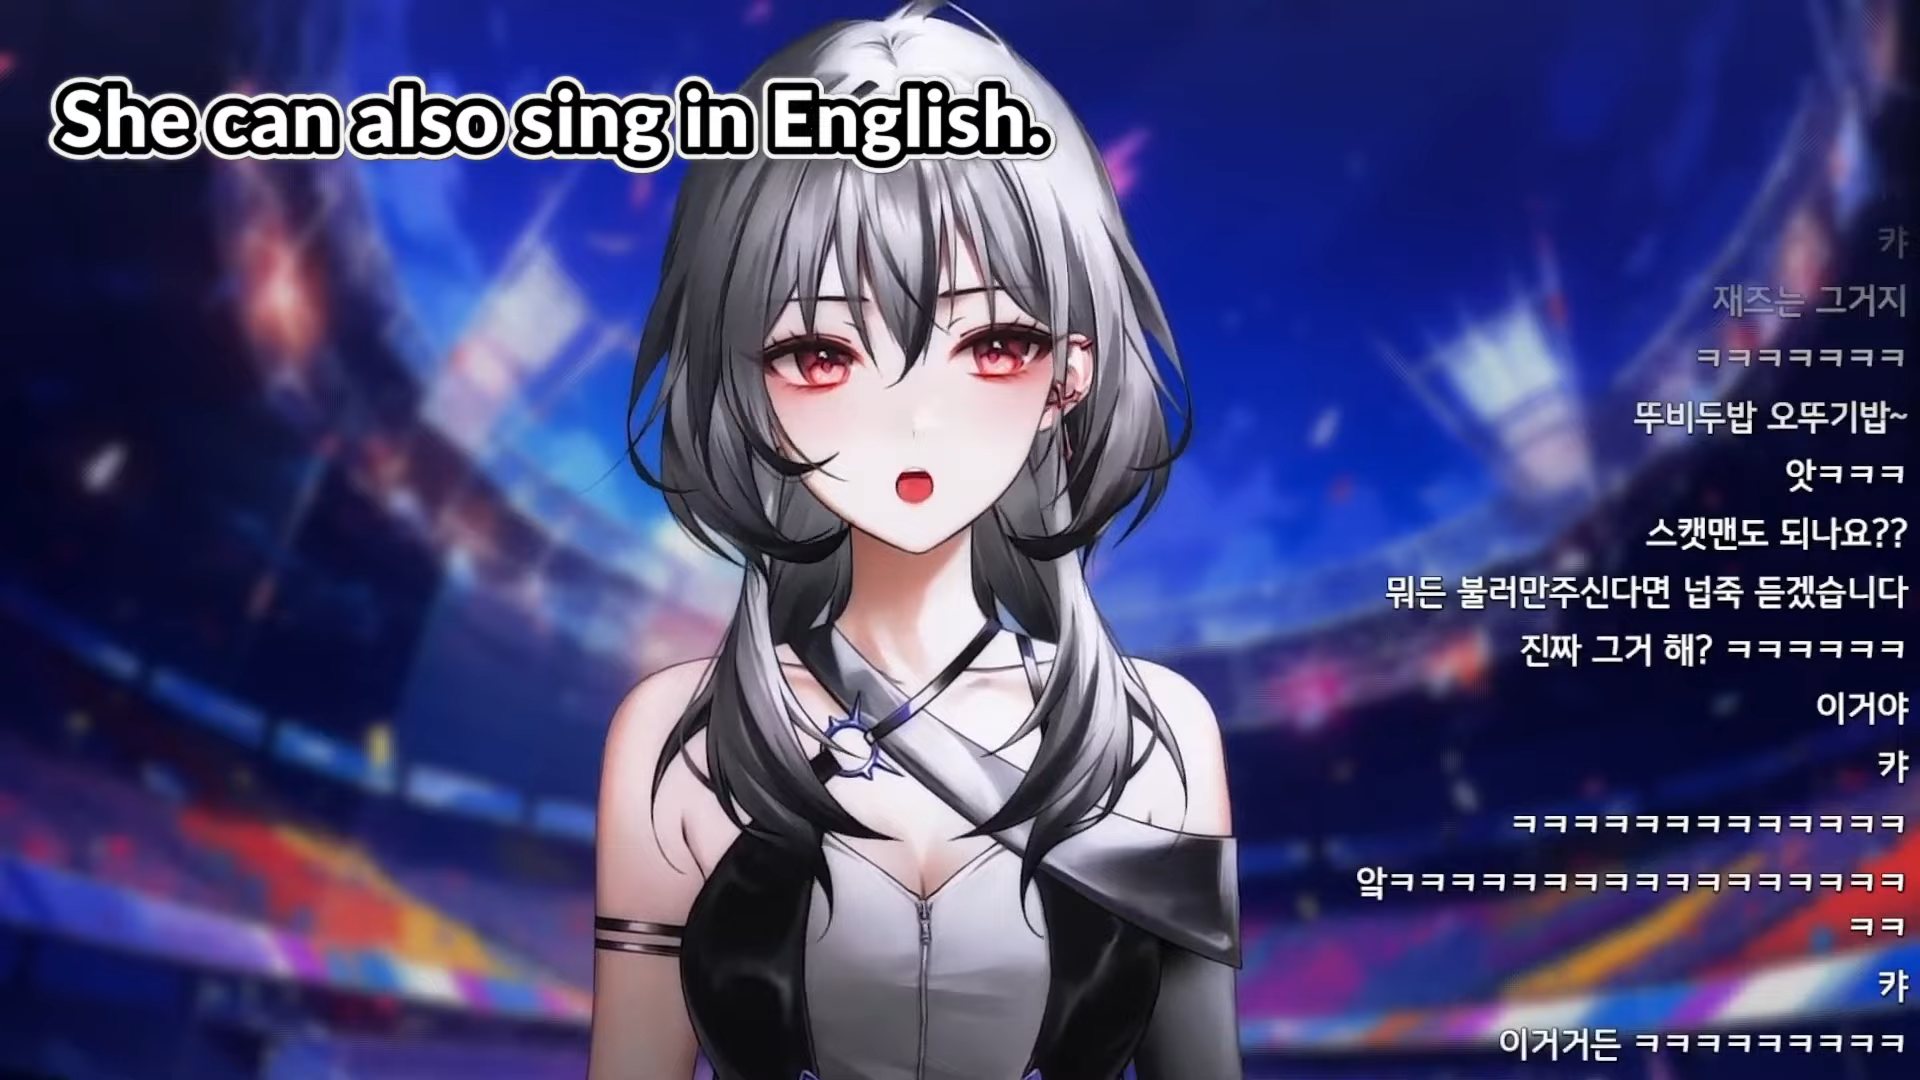 She can also sing in English.
캬
재즈는 그거지
ㅋㅋㅋㅋㅋㅋㅋ
뚜비두밥 오뚜기밥~
앗ㅋㅋㅋ
스캣맨도 되나요??
뭐든 불러만주신다면 넙죽 듣겠습니다
진짜 그거 해? ㅋㅋㅋㅋㅋㅋ
이거야
캬
ㅋㅋㅋㅋㅋㅋㅋㅋㅋㅋㅋㅋㅋ
앜ㅋㅋㅋㅋㅋㅋㅋㅋㅋㅋㅋㅋㅋㅋㅋㅋㅋ
ㅋㅋ
캬
이거거든 ㅋㅋㅋㅋㅋㅋㅋㅋㅋ